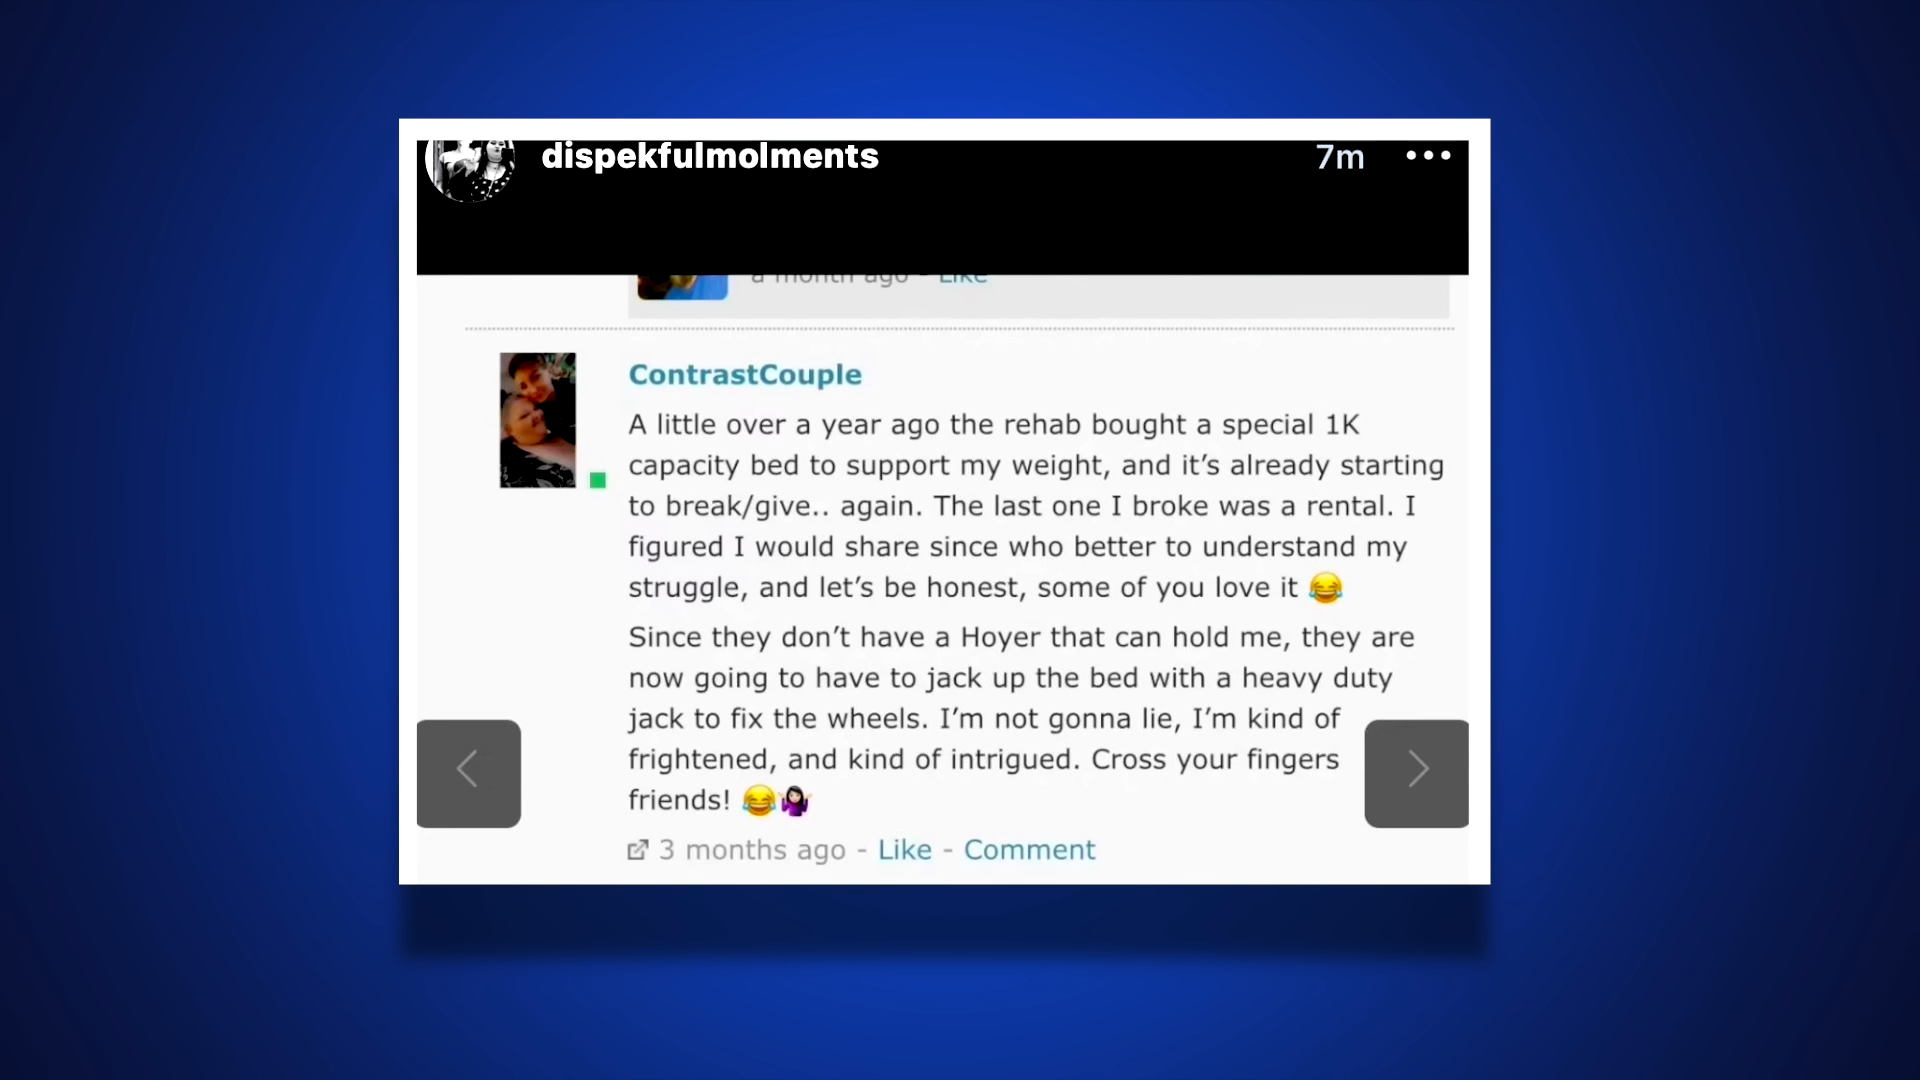 dispekfulmolments 7m
a month ago - Like
ContrastCouple
A little over a year ago the rehab bought a special 1K
capacity bed to support my weight, and it’s already starting
to break/give.. again. The last one I broke was a rental. I
figured I would share since who better to understand my
struggle, and let’s be honest, some of you love it 😂
Since they don’t have a Hoyer that can hold me, they are
now going to have to jack up the bed with a heavy duty
jack to fix the wheels. I’m not gonna lie, I’m kind of
frightened, and kind of intrigued. Cross your fingers
friends! 😂🤷🏻‍♀️
3 months ago - Like - Comment